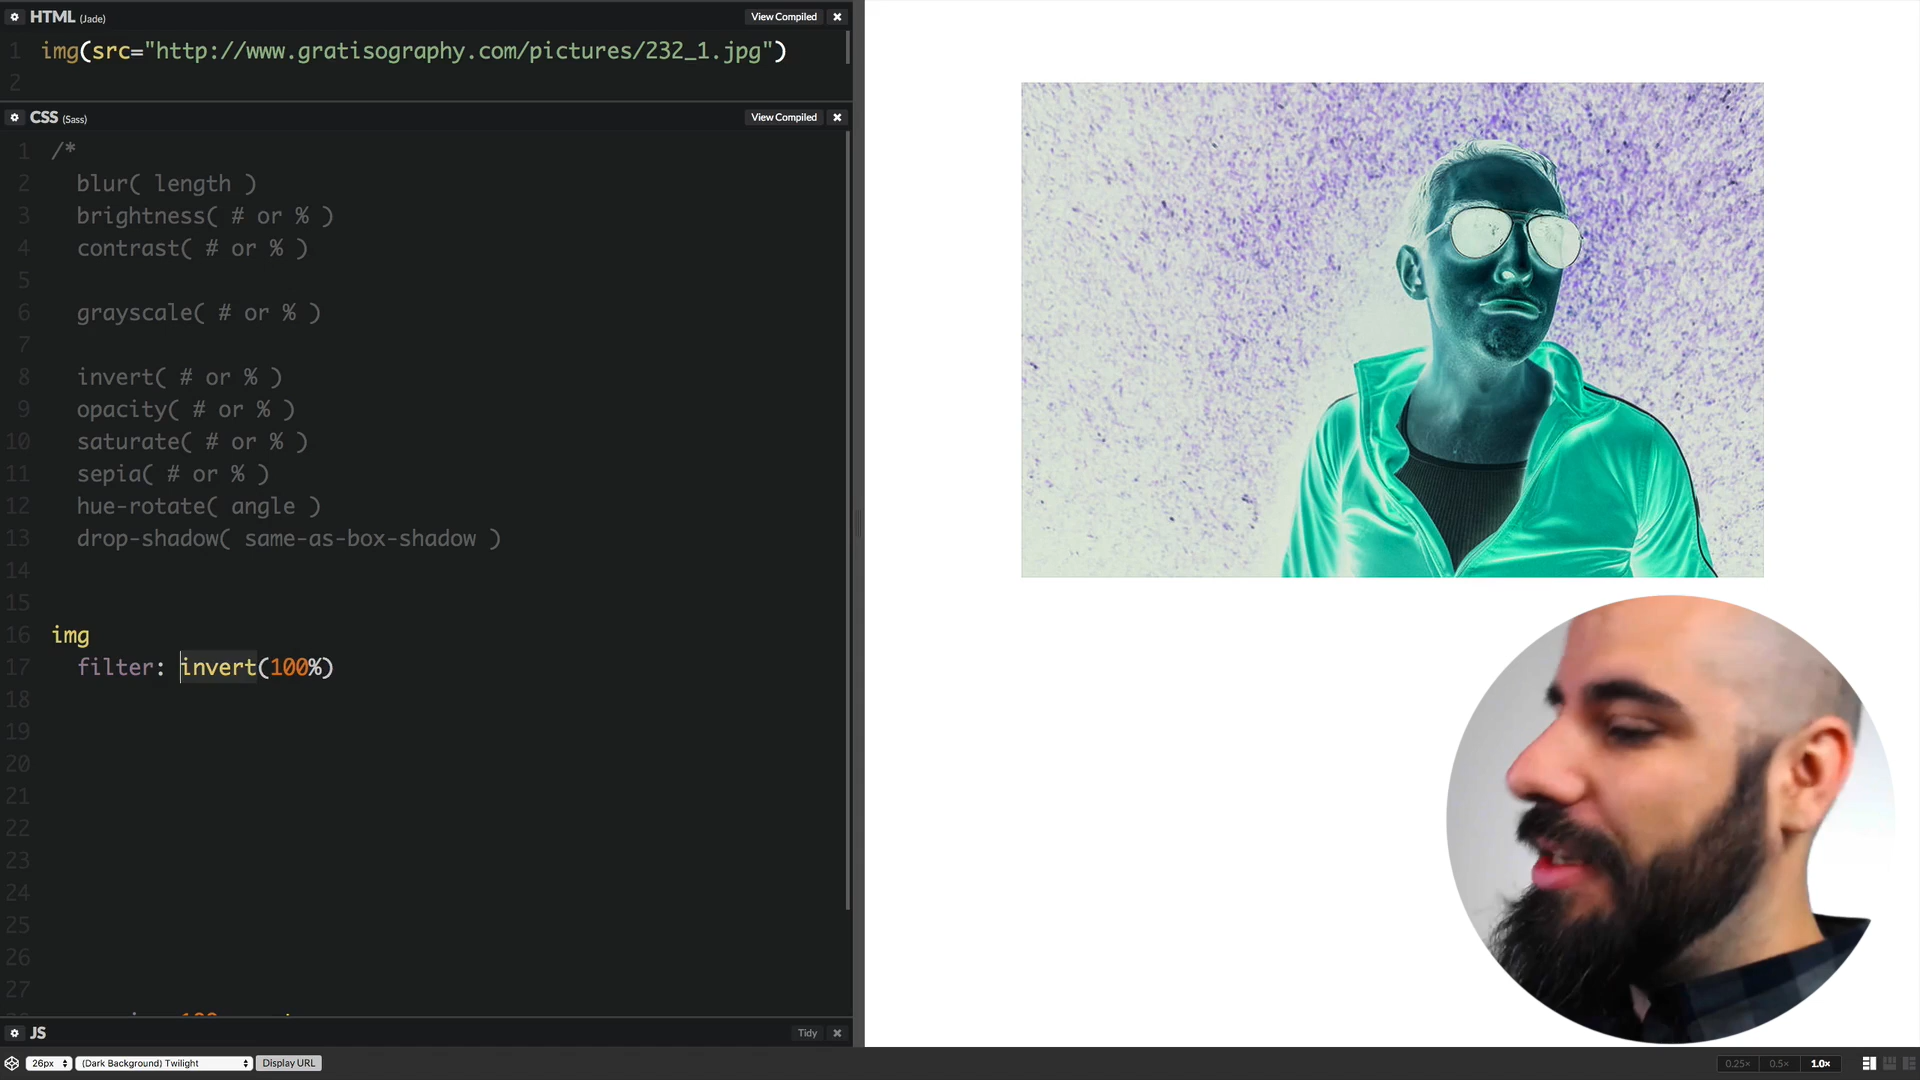 HTML (Jade)
View Compiled
1 img(src="http://www.gratisography.com/pictures/232_1.jpg")
2
CSS (Sass)
View Compiled
1 /*
2 blur( length )
3 brightness( # or % )
4 contrast( # or % )
5
6 grayscale( # or % )
7
8 invert( # or % )
9 opacity( # or % )
10 saturate( # or % )
11 sepia( # or % )
12 hue-rotate( angle )
13 drop-shadow( same-as-box-shadow )
14
15
16 img
17 filter: invert(100%)
18
19
20
21
22
23
24
25
26
27
JS
Tidy
26px
(Dark Background) Twilight
Display URL
0.25×
0.5×
1.0×